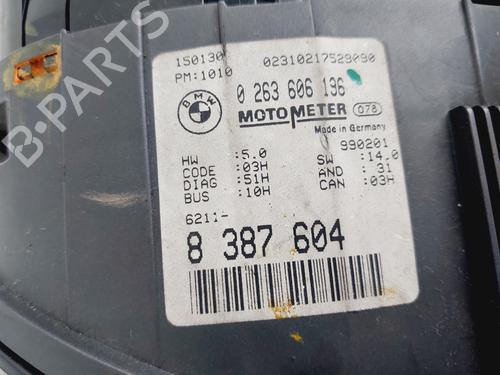 150130 02310217529090
PM:1010
BMW
0 263 606 196
MOTOMETER 078
Made in Germany
990201
HW :5.0 SW :14.0
CODE :03H AND : 31
DIAG :51H CAN :03H
BUS :10H
6211-
8 387 604
B-PARTS